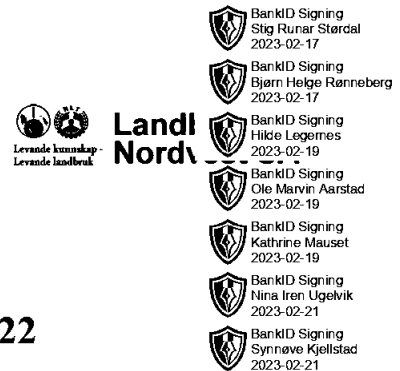 BankID Signing
Stig Runar Størdal
2023-02-17
BankID Signing
Bjørn Helge Rønneberg
2023-02-17
BankID Signing
Hilde Legernes
2023-02-19
BankID Signing
Ole Marvin Aarstad
2023-02-19
BankID Signing
Kathrine Mauset
2023-02-19
BankID Signing
Nina Iren Ugelvik
2023-02-21
BankID Signing
Synnøve Kjellstad
2023-02-21
Levande kunnskap -
Levande landbruk
22